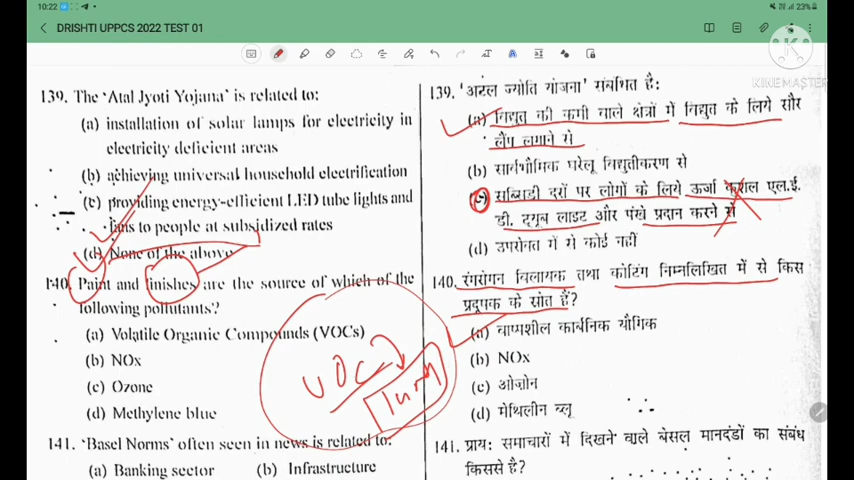 10:22
23%
DRISHTI UPPCS 2022 TEST 01
KINEMASTER
139. The 'Atal Jyoti Yojana' is related to:
(a) installation of solar lamps for electricity in
electricity deficient areas
(b) achieving universal household electrification
(c) providing energy-efficient LED tube lights and
fans to people at subsidized rates
(d) None of the above
140. Paint and finishes are the source of which of the
following pollutants?
(a) Volatile Organic Compounds (VOCs)
(b) NOx
(c) Ozone
(d) Methylene blue
141. 'Basel Norms' often seen in news is related to:
(a) Banking sector (b) Infrastructure
139. 'अटल ज्योति योजना' संबंधित है:
(a) विद्युत की कमी वाले क्षेत्रों में विद्युत के लिये सौर
लैंप लगाने से
(b) सार्वभौमिक घरेलू विद्युतीकरण से
(c) सब्सिडी दरों पर लोगों के लिये ऊर्जा कुशल एल.ई.
डी. ट्यूब लाइट और पंखे प्रदान करने से
(d) उपरोक्त में से कोई नहीं
140. रंगरोगन विलायक तथा कोटिंग निम्नलिखित में से किस
प्रदूषक के स्रोत हैं?
(a) वाष्पशील कार्बनिक यौगिक
(b) NOx
(c) ओज़ोन
(d) मेथिलीन ब्लू
141. प्राय: समाचारों में दिखने वाले बेसल मानदंडों का संबंध
किससे है?
VOC